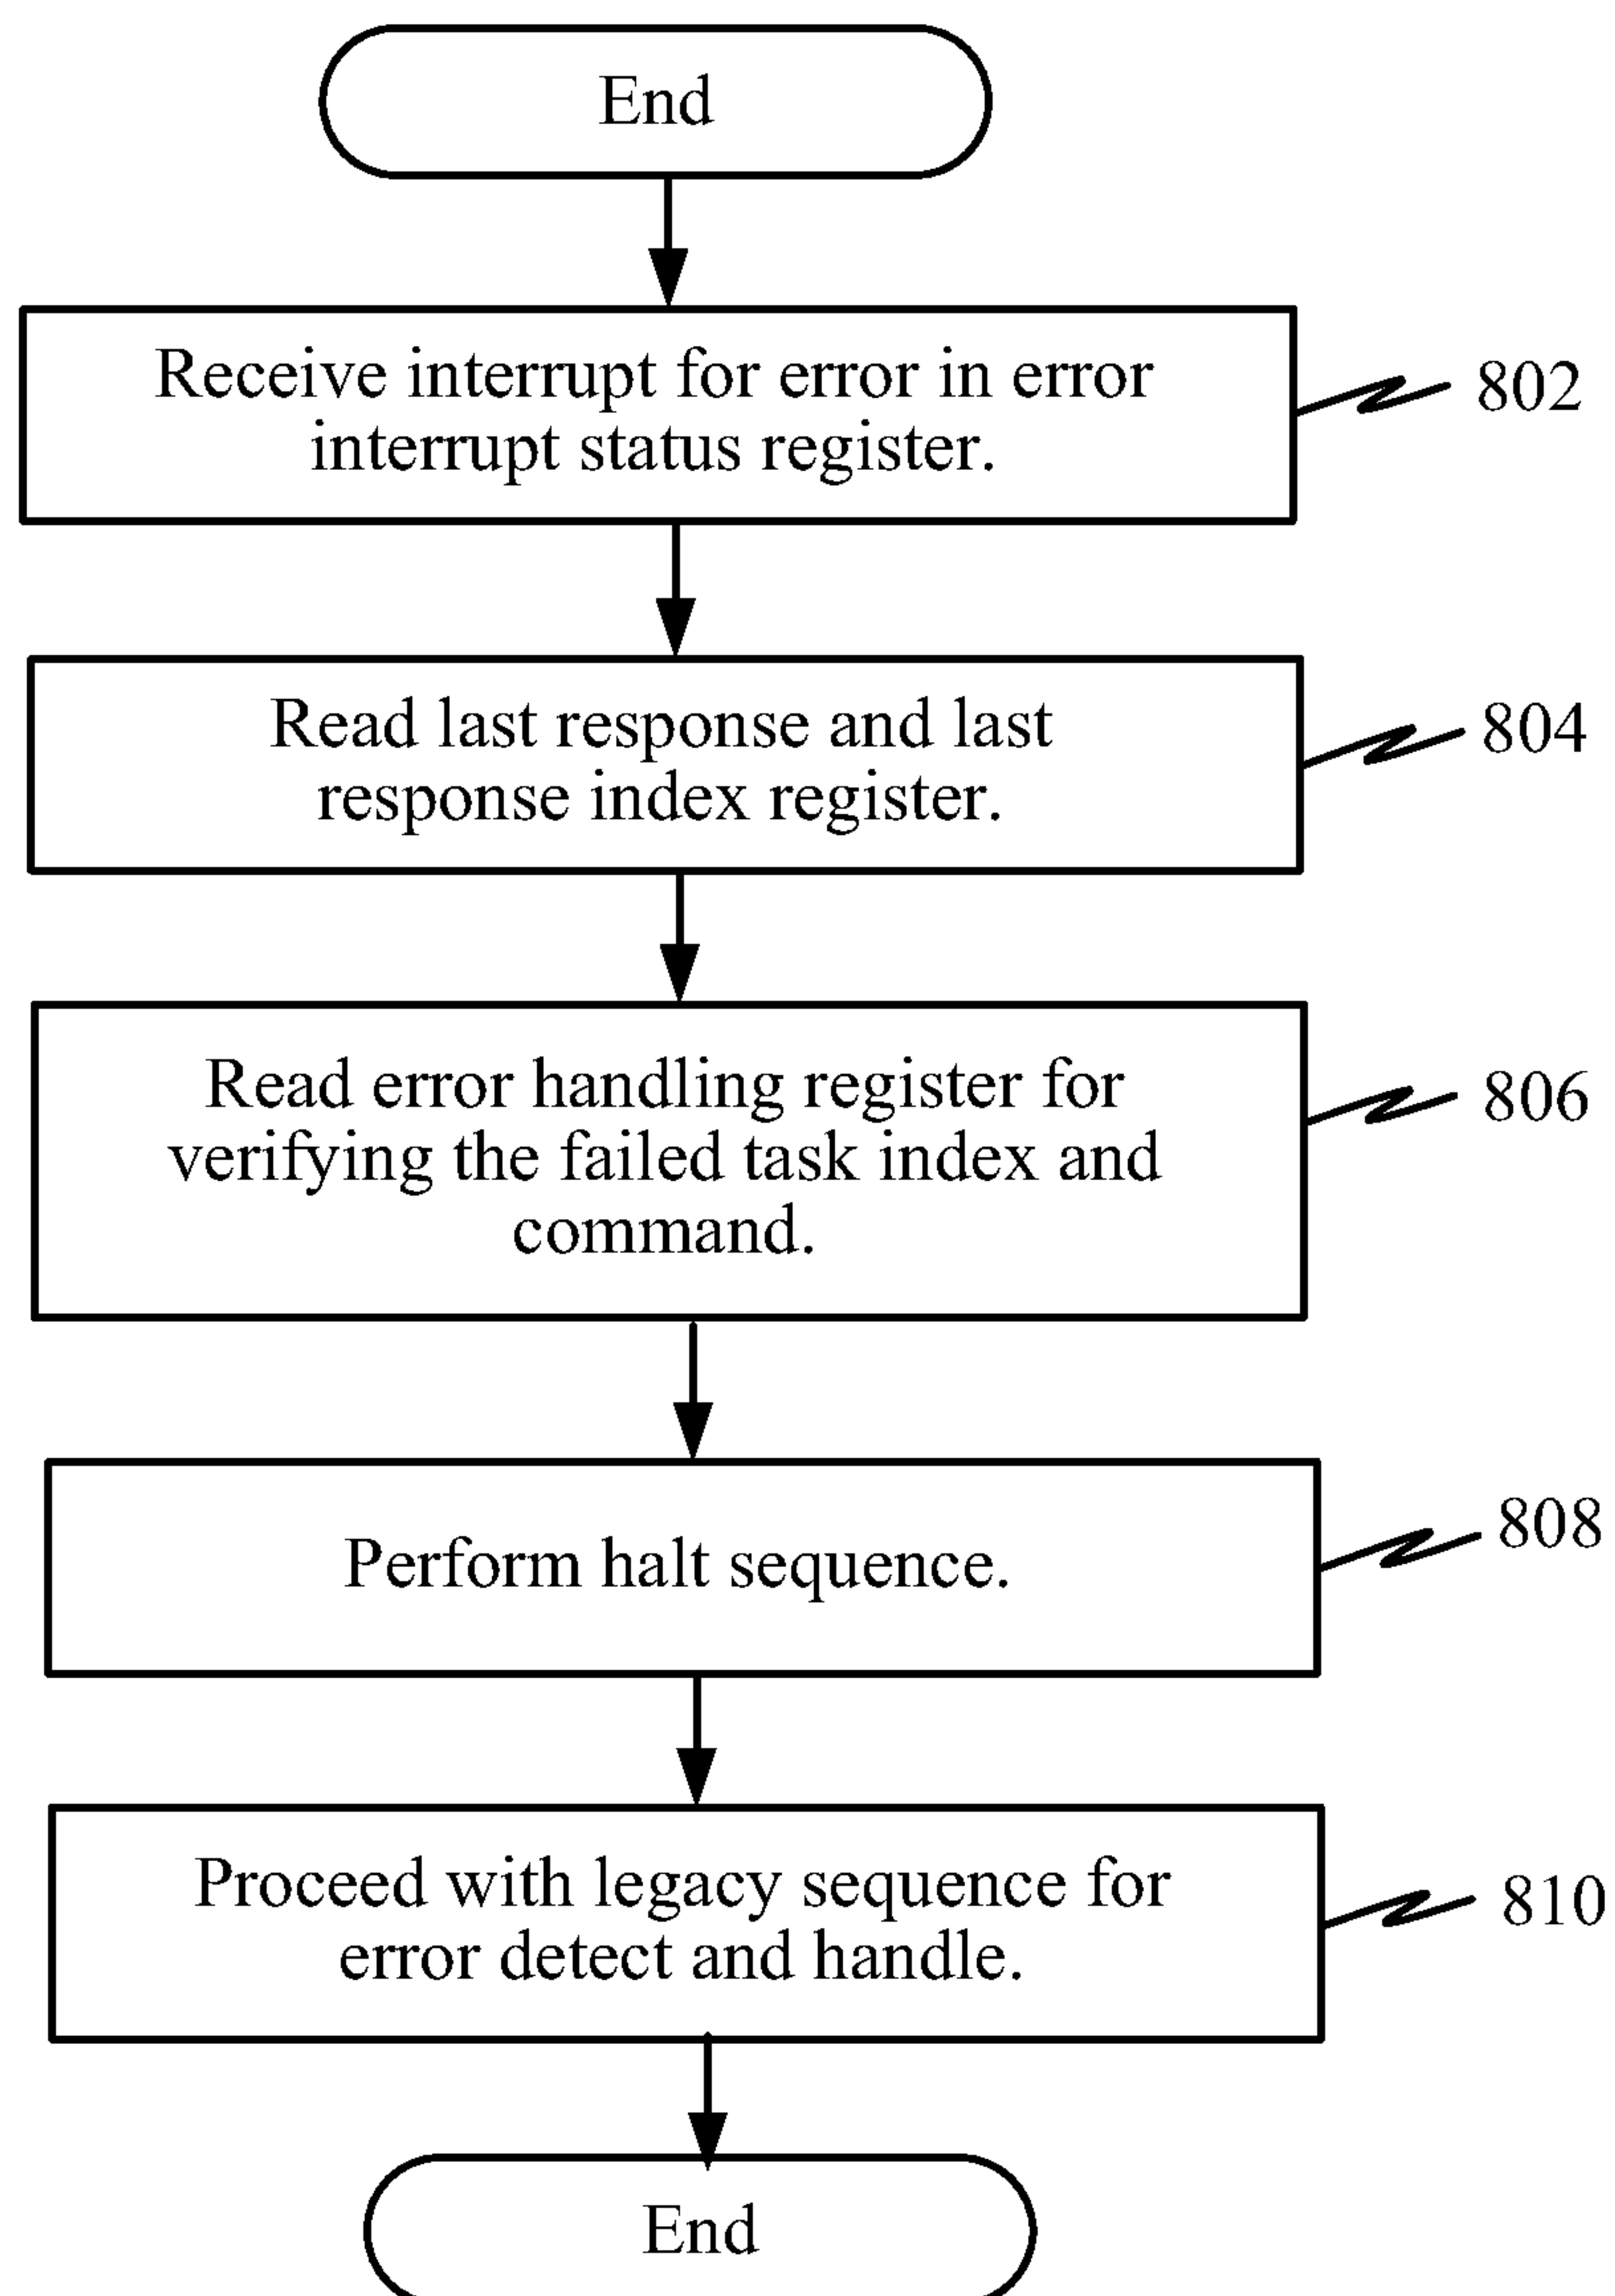 End
Receive interrupt for error in error
interrupt status register.
802
Read last response and last
response index register.
804
Read error handling register for
verifying the failed task index and
command.
806
Perform halt sequence.
808
Proceed with legacy sequence for
error detect and handle.
810
End